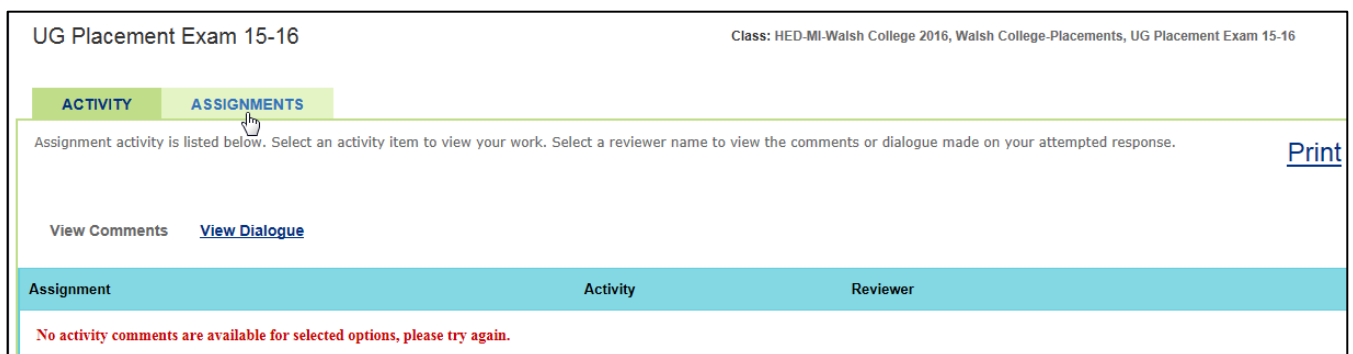 UG Placement Exam 15-16
Class: HED-MI-Walsh College 2016, Walsh College-Placements, UG Placement Exam 15-16
ACTIVITY ASSIGNMENTS
Assignment activity is listed below. Select an activity item to view your work. Select a reviewer name to view the comments or dialogue made on your attempted response.
Print
View Comments View Dialogue
Assignment Activity Reviewer
No activity comments are available for selected options, please try again.